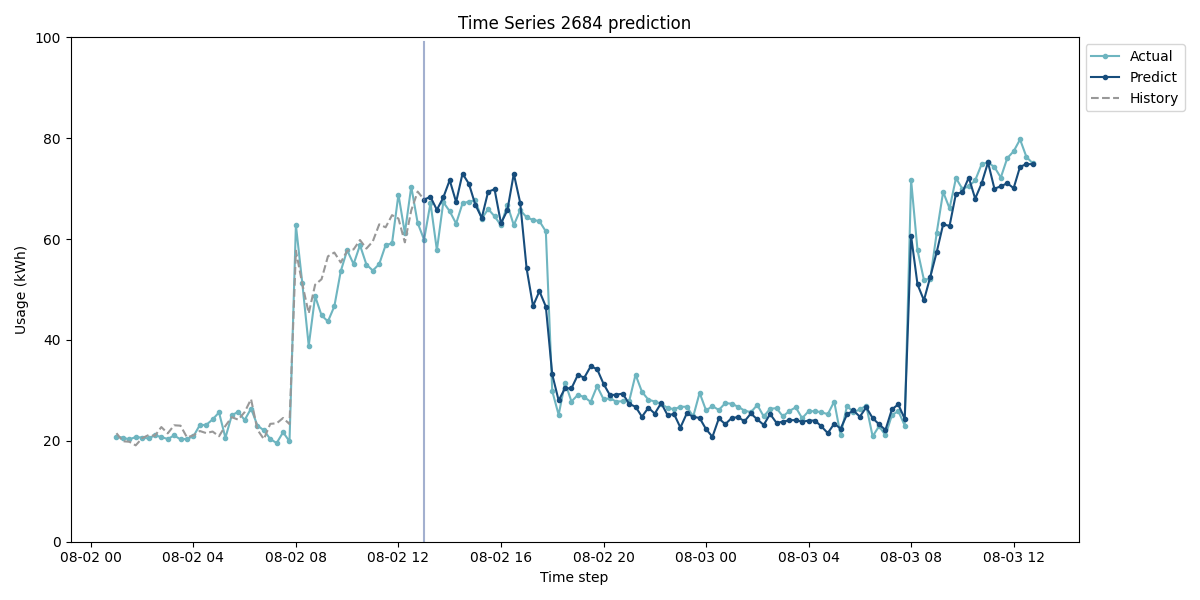 Time Series 2684 prediction
100
80
60
40
20
0
Usage (kWh)
08-02 00
08-02 04
08-02 08
08-02 12
08-02 16
08-02 20
08-03 00
08-03 04
08-03 08
08-03 12
Time step
Actual
Predict
History